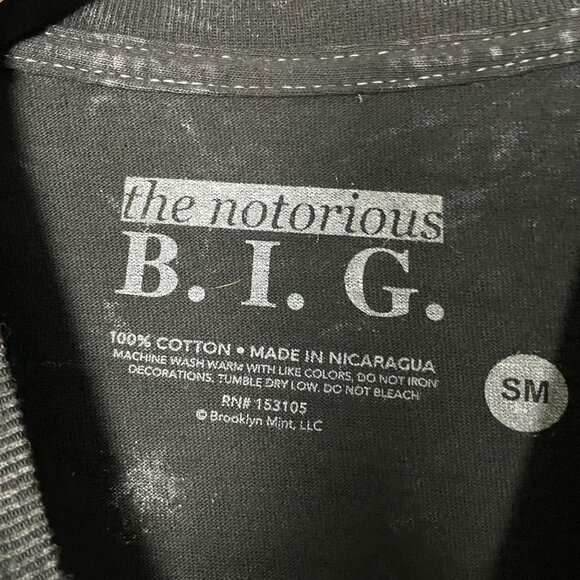 the notorious
B. I. G.
100% COTTON • MADE IN NICARAGUA
MACHINE WASH WARM WITH LIKE COLORS, DO NOT IRON
DECORATIONS. TUMBLE DRY LOW. DO NOT BLEACH
RN# 153105
© Brooklyn Mint, LLC
SM